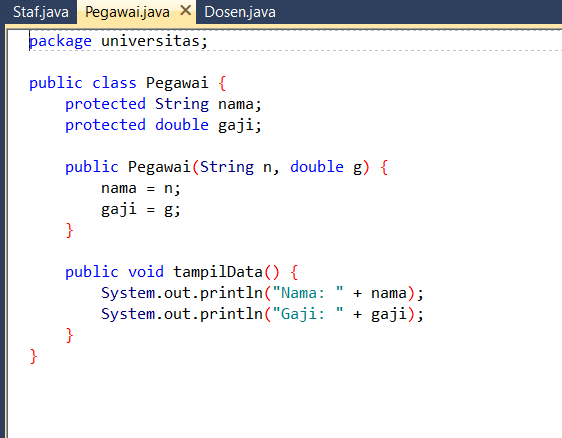 Staf.java Pegawai.java Dosen.java
package universitas;
public class Pegawai {
    protected String nama;
    protected double gaji;
    public Pegawai(String n, double g) {
        nama = n;
        gaji = g;
    }
    public void tampilData() {
        System.out.println("Nama: " + nama);
        System.out.println("Gaji: " + gaji);
    }
}